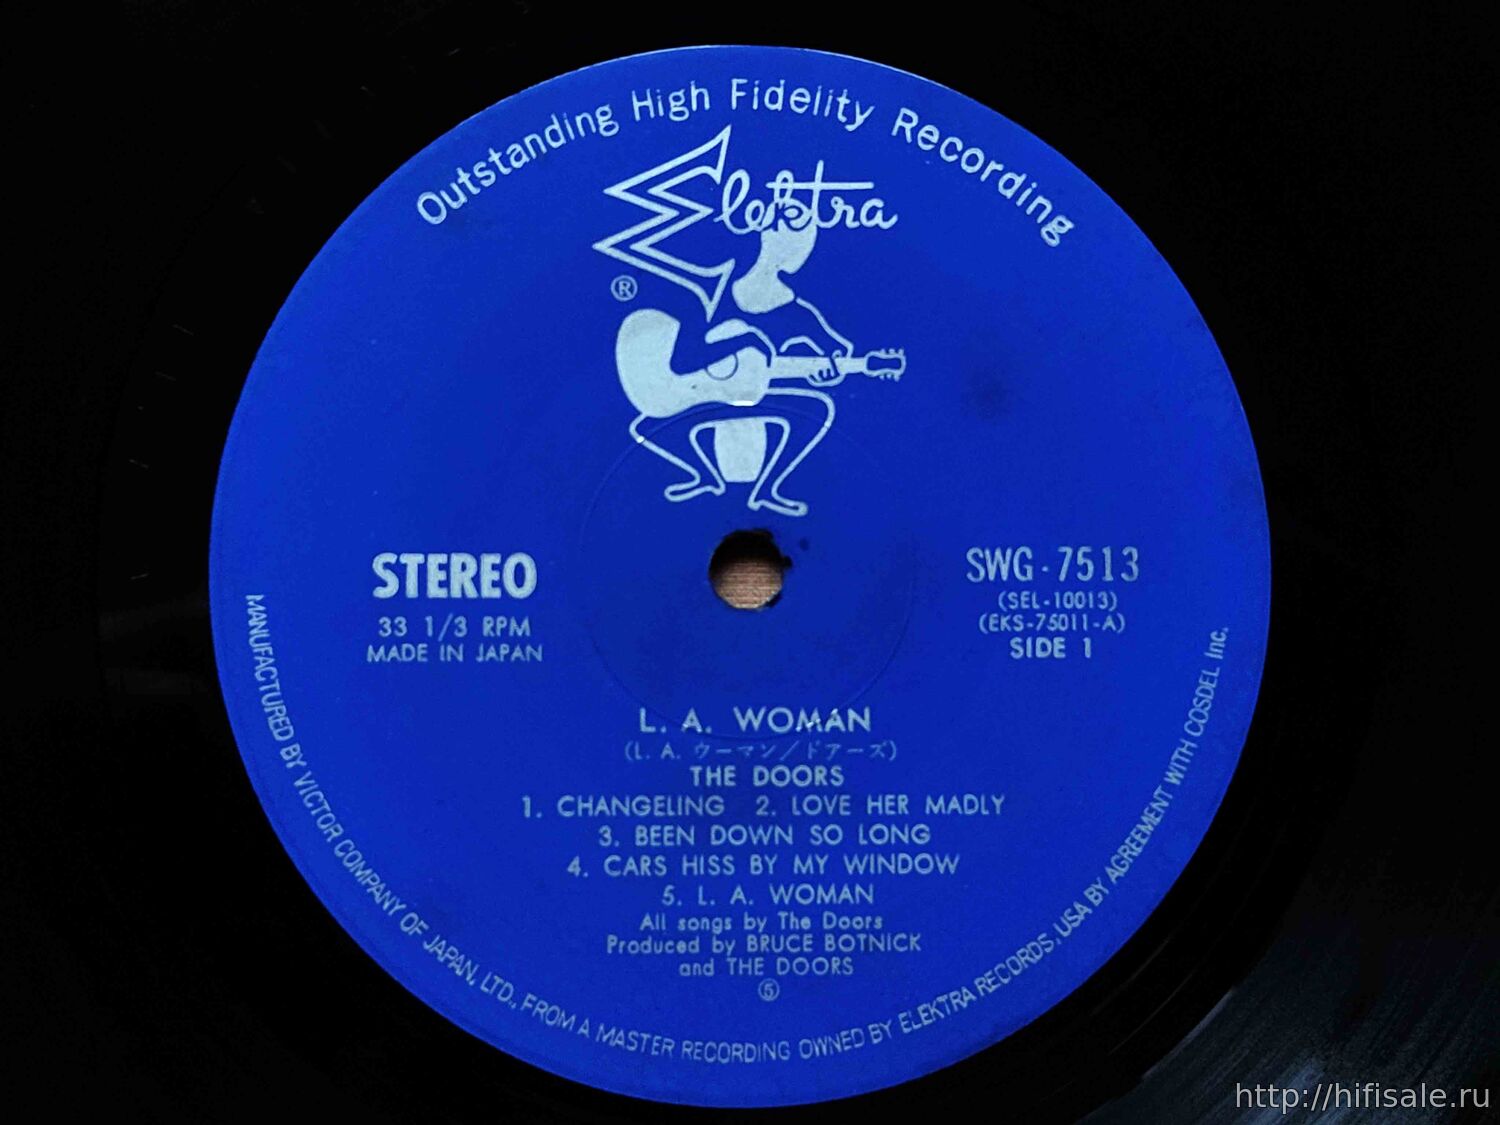 Outstanding High Fidelity Recording
Elektra
®
STEREO
33 1/3 RPM
MADE IN JAPAN
SWG-7513
(SEL-10013)
(EKS-75011-A)
SIDE 1
L. A. WOMAN
(L. A. ウーマン/ドアーズ)
THE DOORS
1. CHANGELING 2. LOVE HER MADLY
3. BEEN DOWN SO LONG
4. CARS HISS BY MY WINDOW
5. L. A. WOMAN
All songs by The Doors
Produced by BRUCE BOTNICK
and THE DOORS
⑤
MANUFACTURED BY VICTOR COMPANY OF JAPAN, LTD., FROM A MASTER RECORDING OWNED BY ELEKTRA RECORDS, USA BY AGREEMENT WITH COSDEL Inc.
http://hifisale.ru